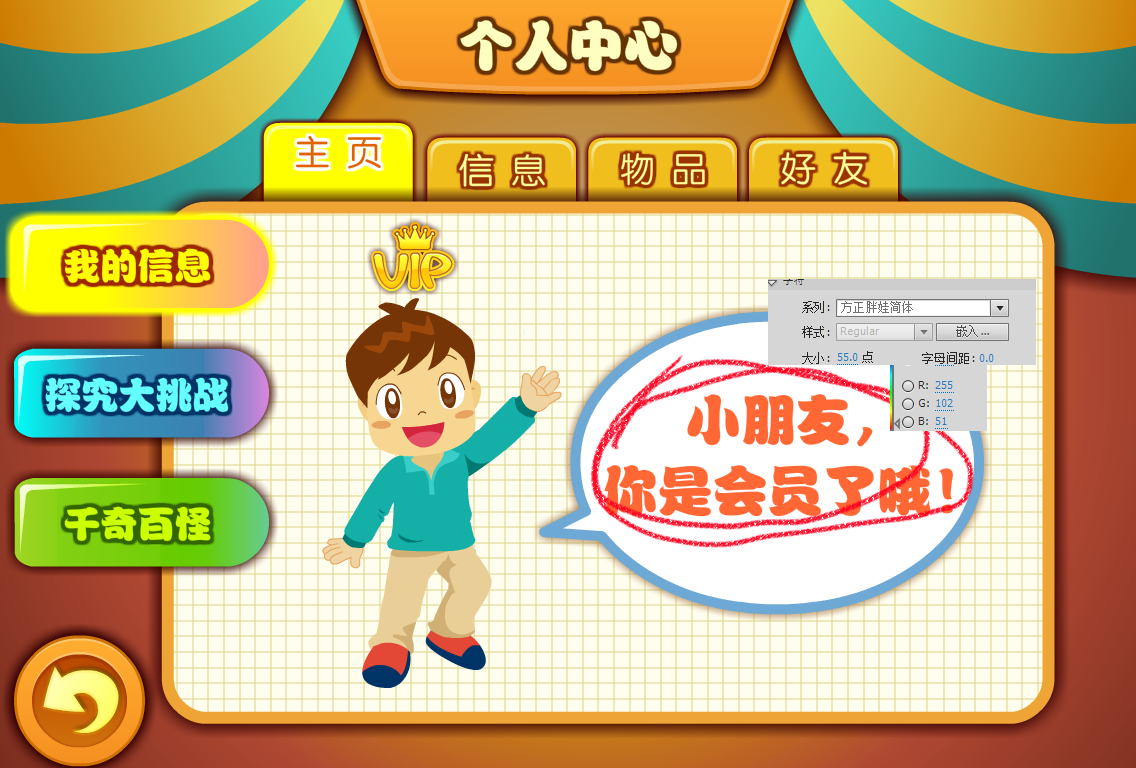 个人中心
主页
信息
物品
好友
我的信息
探究大挑战
千奇百怪
VIP
字符
系列: 方正胖娃简体
样式: Regular 嵌入...
大小: 55.0 点 字母间距: 0.0
R: 255
G: 102
B: 51
小朋友,
你是会员了哦!